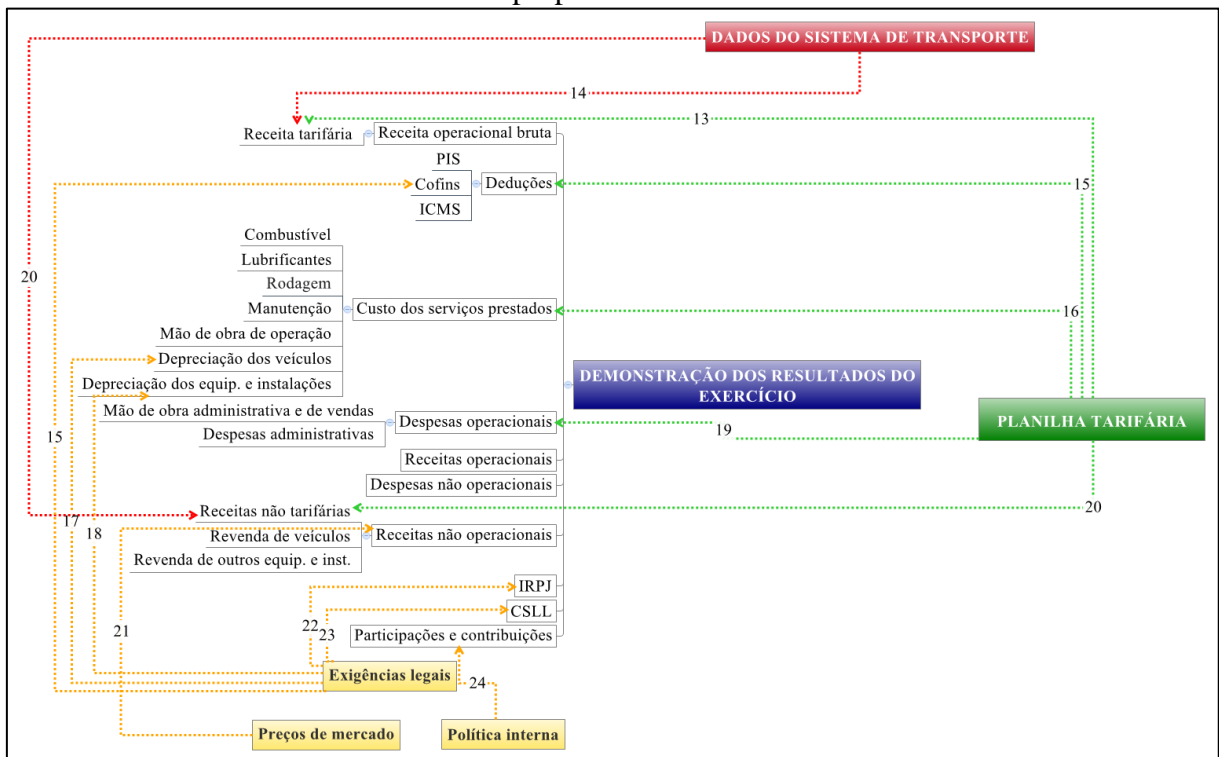 DADOS DO SISTEMA DE TRANSPORTE
14
13
Receita tarifária
Receita operacional bruta
PIS
Cofins
Deduções
15
ICMS
Combustível
Lubrificantes
20
Rodagem
Manutenção
Custo dos serviços prestados
16
Mão de obra de operação
Depreciação dos veículos
Depreciação dos equip. e instalações
DEMONSTRAÇÃO DOS RESULTADOS DO
EXERCÍCIO
Mão de obra administrativa e de vendas
Despesas operacionais
PLANILHA TARIFÁRIA
15
Despesas administrativas
19
Receitas operacionais
Despesas não operacionais
Receitas não tarifárias
20
17
18
Revenda de veículos
Receitas não operacionais
Revenda de outros equip. e inst.
IRPJ
CSLL
21
22
23
Participações e contribuições
Exigências legais
24
Preços de mercado
Política interna